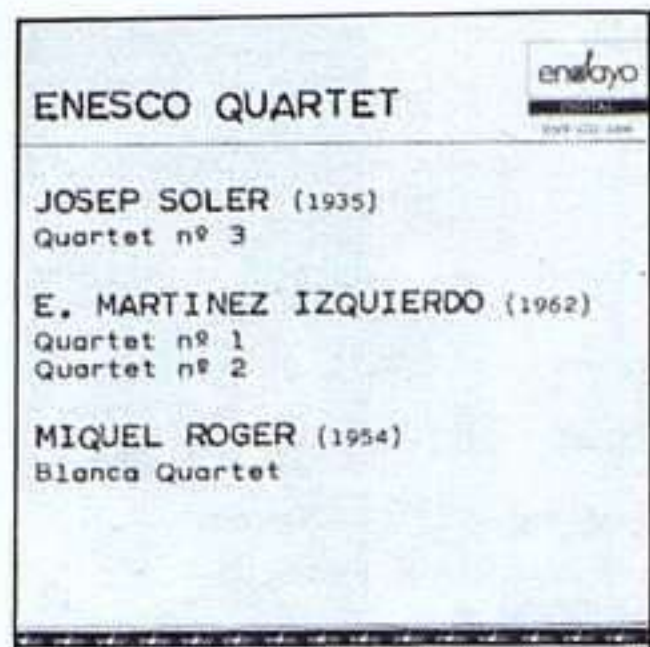 ensayo
DIGITAL
ENESCO QUARTET
JOSEP SOLER (1935)
Quartet nº 3
E. MARTINEZ IZQUIERDO (1962)
Quartet nº 1
Quartet nº 2
MIQUEL ROGER (1954)
Blanca Quartet